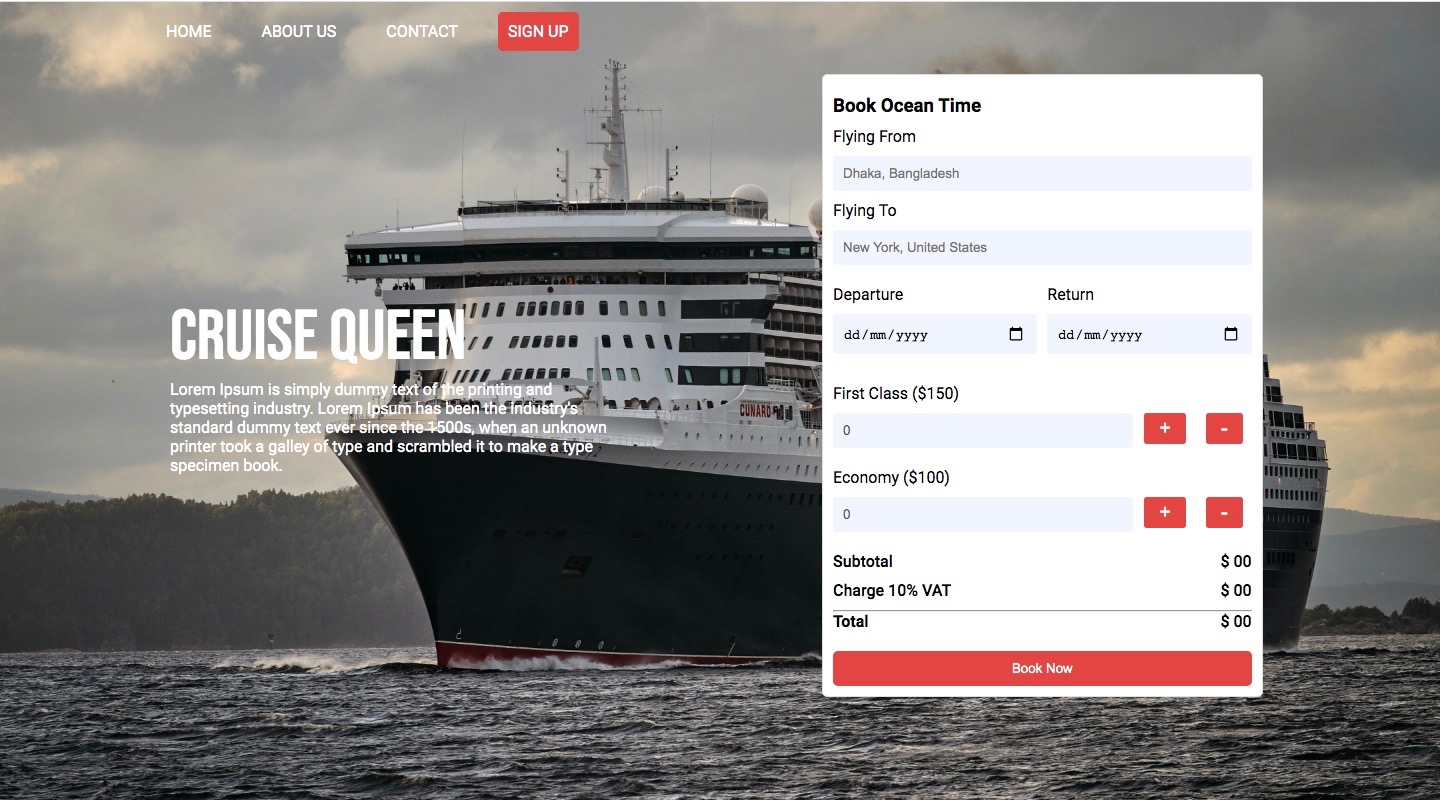 HOME ABOUT US CONTACT SIGN UP
CRUISE QUEEN
Lorem Ipsum is simply dummy text of the printing and
typesetting industry. Lorem Ipsum has been the industry's
standard dummy text ever since the 1500s, when an unknown
printer took a galley of type and scrambled it to make a type
specimen book.
CUNARD
Book Ocean Time
Flying From
Dhaka, Bangladesh
Flying To
New York, United States
Departure Return
dd/mm/yyyy dd/mm/yyyy
First Class ($150)
0 + -
Economy ($100)
0 + -
Subtotal $ 00
Charge 10% VAT $ 00
Total $ 00
Book Now